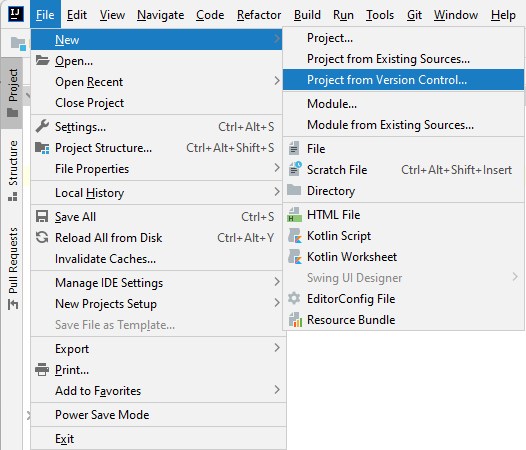 IJ File Edit View Navigate Code Refactor Build Run Tools Git Window Help
Project
Structure
Pull Requests
New
Open...
Open Recent
Close Project
Settings... Ctrl+Alt+S
Project Structure... Ctrl+Alt+Shift+S
File Properties
Local History
Save All Ctrl+S
Reload All from Disk Ctrl+Alt+Y
Invalidate Caches...
Manage IDE Settings
New Projects Setup
Save File as Template...
Export
Print...
Add to Favorites
Power Save Mode
Exit
Project...
Project from Existing Sources...
Project from Version Control...
Module...
Module from Existing Sources...
File
Scratch File Ctrl+Alt+Shift+Insert
Directory
HTML File
Kotlin Script
Kotlin Worksheet
Swing UI Designer
EditorConfig File
Resource Bundle